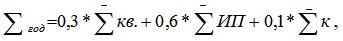 ∑ год=0,3 * ∑̅ кв. + 0,6 * ∑̅ ИП + 0,1* ∑̅ к ,